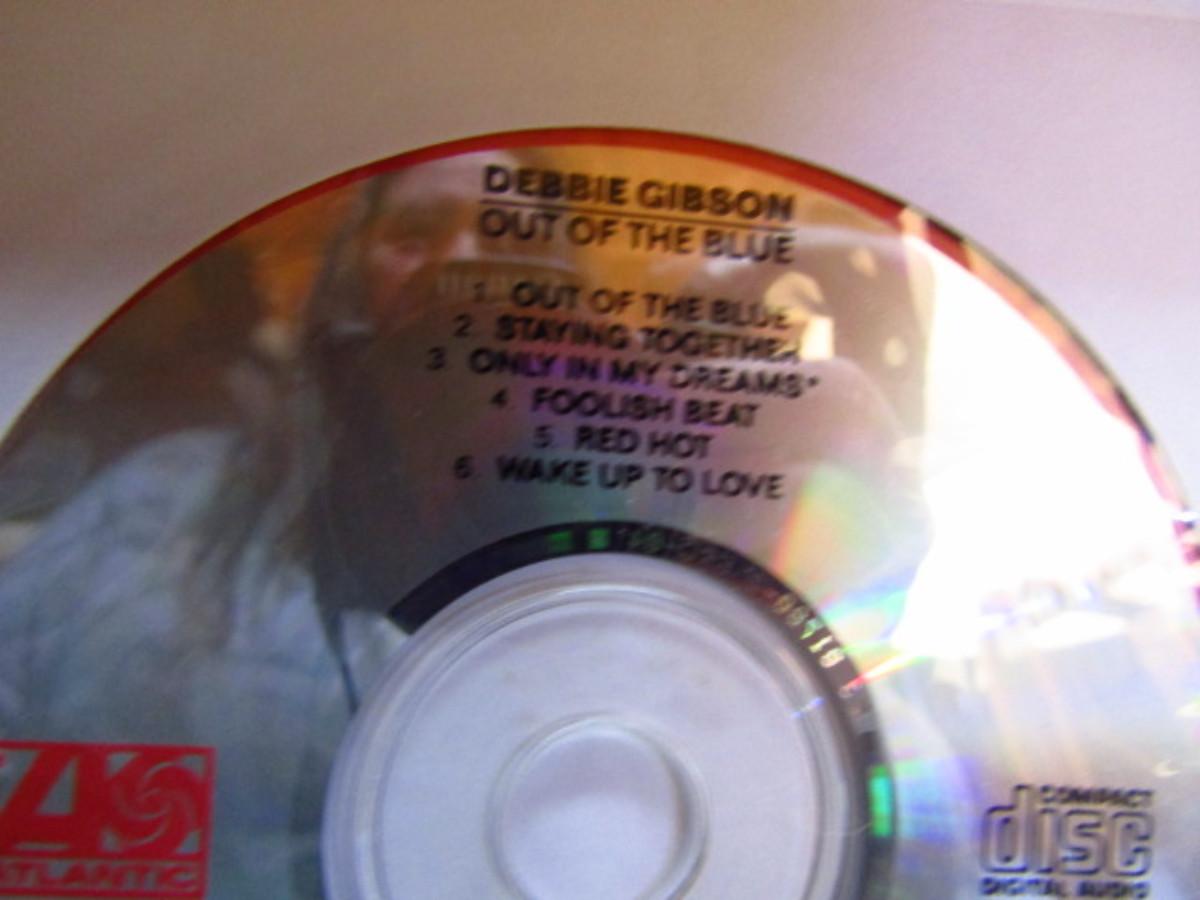 DEBBIE GIBSON
OUT OF THE BLUE
1. OUT OF THE BLUE
2. STAYING TOGETHER
3. ONLY IN MY DREAMS*
4. FOOLISH BEAT
5. RED HOT
6. WAKE UP TO LOVE
81780
A
ATLANTIC
COMPACT
disc
DIGITAL AUDIO